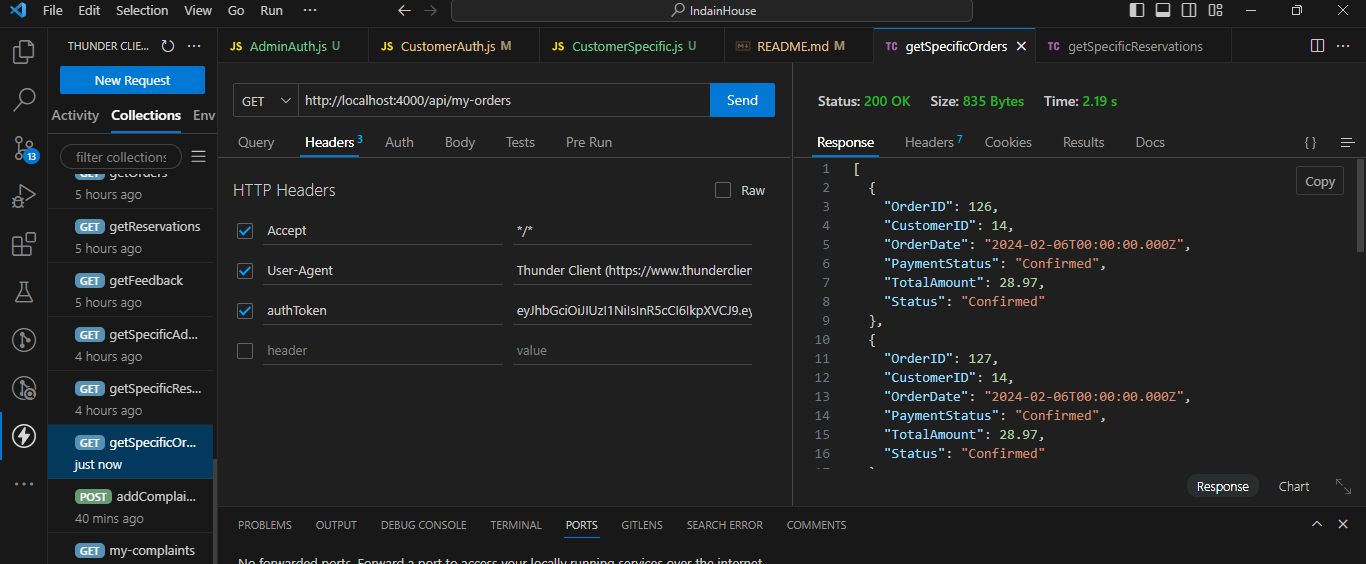 File Edit Selection View Go Run ··· IndainHouse
THUNDER CLIE... ···
JS AdminAuth.js U
JS CustomerAuth.js M
JS CustomerSpecific.js U
README.md M
TC getSpecificOrders
TC getSpecificReservations
···
New Request
Activity Collections Env
filter collections
getOrders
5 hours ago
GET getReservations
5 hours ago
GET getFeedback
5 hours ago
GET getSpecificAd...
4 hours ago
GET getSpecificRes...
4 hours ago
GET getSpecificOr...
just now
POST addComplai...
40 mins ago
GET my-complaints
13
···
GET http://localhost:4000/api/my-orders Send
Query Headers 3 Auth Body Tests Pre Run
HTTP Headers Raw
Accept */*
User-Agent Thunder Client (https://www.thunderclien
authToken eyJhbGciOiJIUzI1NiIsInR5cCI6IkpXVCJ9.ey
header value
Status: 200 OK Size: 835 Bytes Time: 2.19 s
Response Headers 7 Cookies Results Docs {}
Copy
1 [
2 {
3 "OrderID": 126,
4 "CustomerID": 14,
5 "OrderDate": "2024-02-06T00:00:00.000Z",
6 "PaymentStatus": "Confirmed",
7 "TotalAmount": 28.97,
8 "Status": "Confirmed"
9 },
10 {
11 "OrderID": 127,
12 "CustomerID": 14,
13 "OrderDate": "2024-02-06T00:00:00.000Z",
14 "PaymentStatus": "Confirmed",
15 "TotalAmount": 28.97,
16 "Status": "Confirmed"
Response Chart
PROBLEMS OUTPUT DEBUG CONSOLE TERMINAL PORTS GITLENS SEARCH ERROR COMMENTS
No forwarded ports. Forward a port to access your locally running services over the internet.